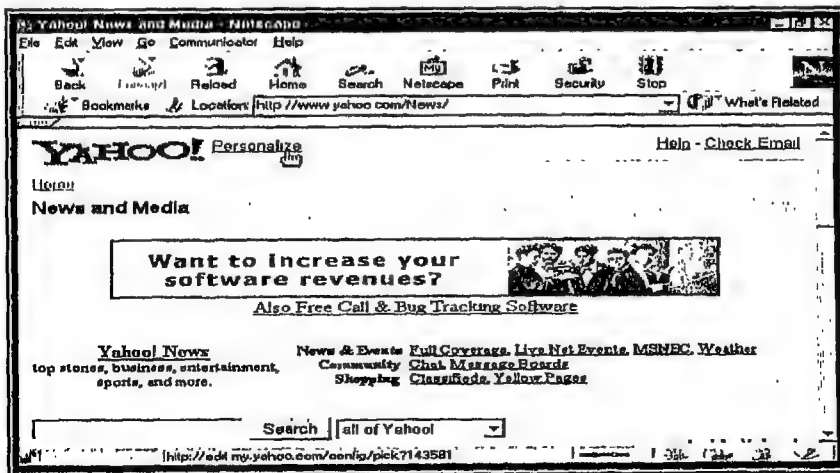 Yahoo! News and Media - Netscape
File Edit View Go Communicator Help
Back Forward Reload Home Search Netscape Print Security Stop
Bookmarks Location: http://www.yahoo.com/News/ What's Related
YAHOO! Personalize Help - Check Email
Home
News and Media
Want to increase your
software revenues?
Also Free Call & Bug Tracking Software
Yahoo! News
top stories, business, entertainment,
sports, and more.
News & Events Full Coverage, Live Net Events, MSNBC, Weather
Community Chat, Message Boards
Shopping Classifieds, Yellow Pages
Search all of Yahoo!
http://edit.my.yahoo.com/config/pick?143581